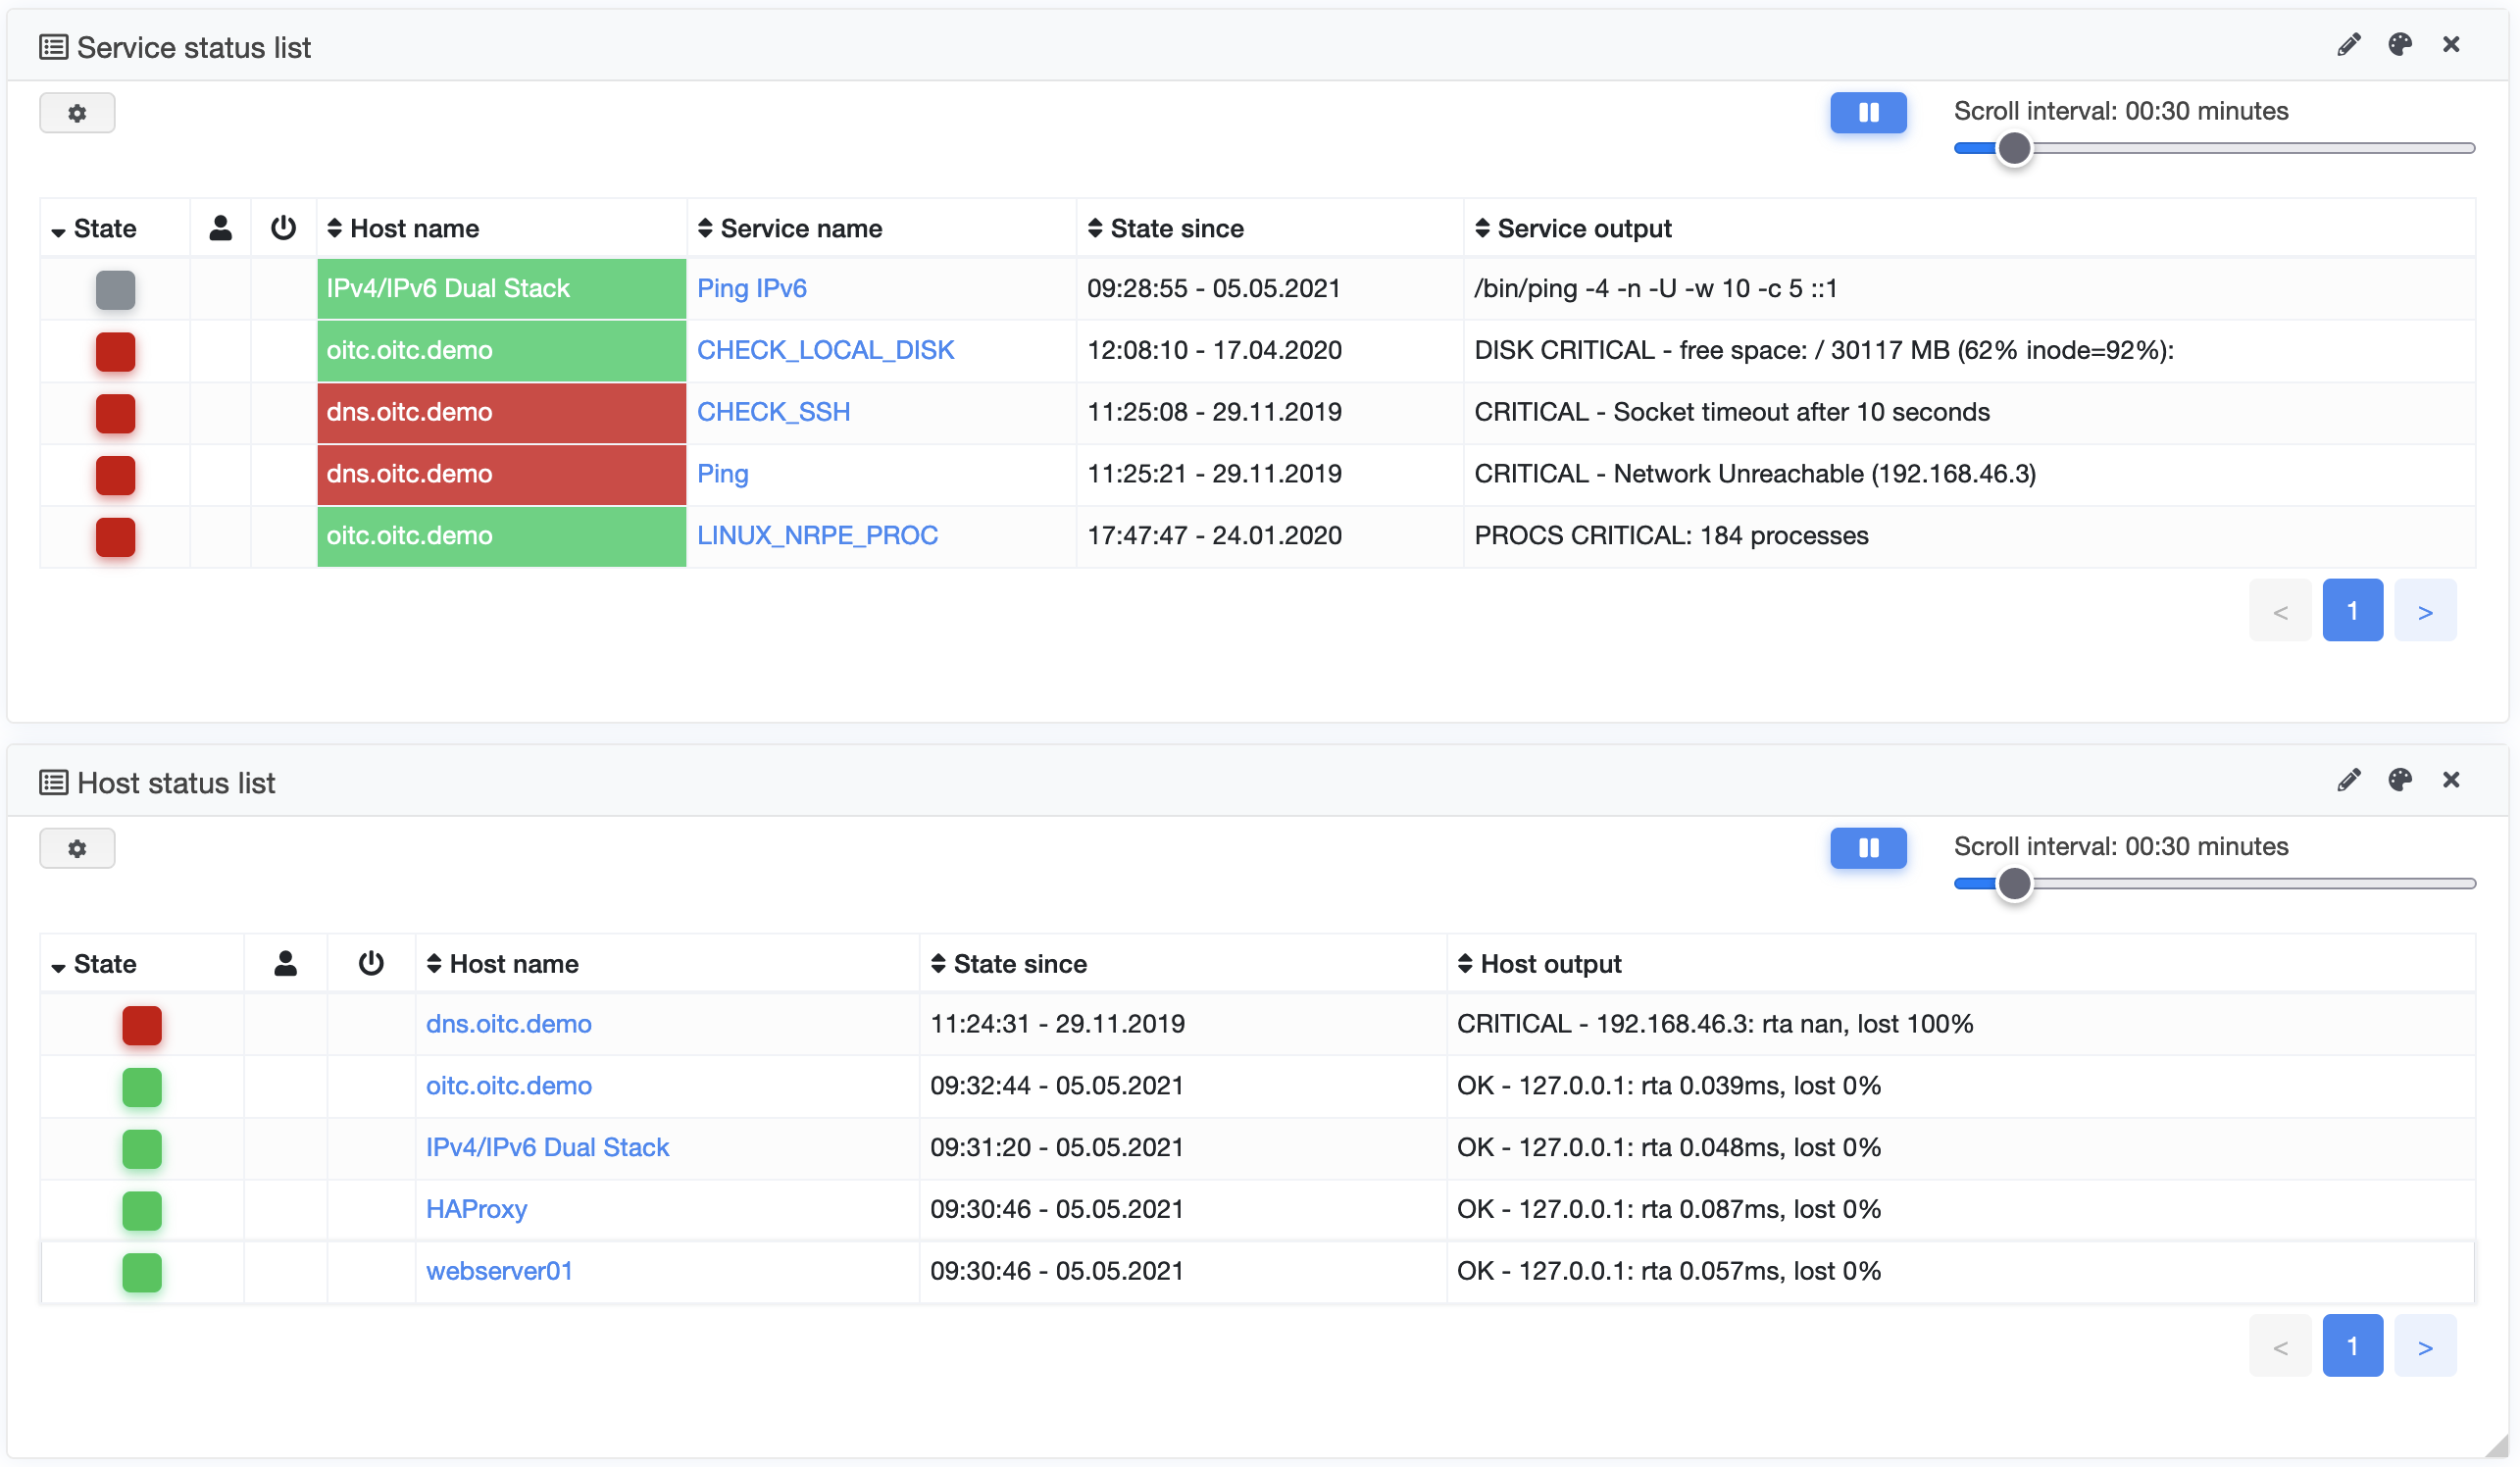 Service status list
Scroll interval: 00:30 minutes
State Host name Service name State since Service output
IPv4/IPv6 Dual Stack Ping IPv6 09:28:55 - 05.05.2021 /bin/ping -4 -n -U -w 10 -c 5 ::1
oitc.oitc.demo CHECK_LOCAL_DISK 12:08:10 - 17.04.2020 DISK CRITICAL - free space: / 30117 MB (62% inode=92%):
dns.oitc.demo CHECK_SSH 11:25:08 - 29.11.2019 CRITICAL - Socket timeout after 10 seconds
dns.oitc.demo Ping 11:25:21 - 29.11.2019 CRITICAL - Network Unreachable (192.168.46.3)
oitc.oitc.demo LINUX_NRPE_PROC 17:47:47 - 24.01.2020 PROCS CRITICAL: 184 processes
< 1 >
Host status list
Scroll interval: 00:30 minutes
State Host name State since Host output
dns.oitc.demo 11:24:31 - 29.11.2019 CRITICAL - 192.168.46.3: rta nan, lost 100%
oitc.oitc.demo 09:32:44 - 05.05.2021 OK - 127.0.0.1: rta 0.039ms, lost 0%
IPv4/IPv6 Dual Stack 09:31:20 - 05.05.2021 OK - 127.0.0.1: rta 0.048ms, lost 0%
HAProxy 09:30:46 - 05.05.2021 OK - 127.0.0.1: rta 0.087ms, lost 0%
webserver01 09:30:46 - 05.05.2021 OK - 127.0.0.1: rta 0.057ms, lost 0%
< 1 >